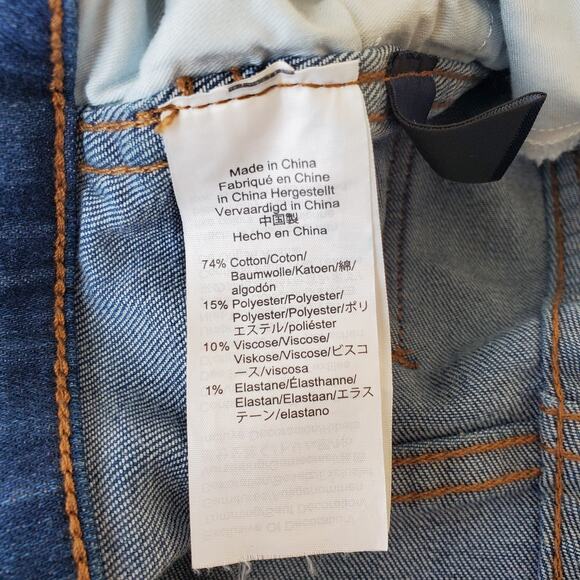 Made in China
Fabriqué en Chine
in China Hergestellt
Vervaardigd in China
中国製
Hecho en China
74% Cotton/Coton/
Baumwolle/Katoen/綿/
algodón
15% Polyester/Polyester/
Polyester/Polyester/ポリ
エステル/poliéster
10% Viscose/Viscose/
Viskose/Viscose/ビスコ
ース/viscosa
1% Elastane/Élasthanne/
Elastan/Elastaan/エラス
テーン/elastano